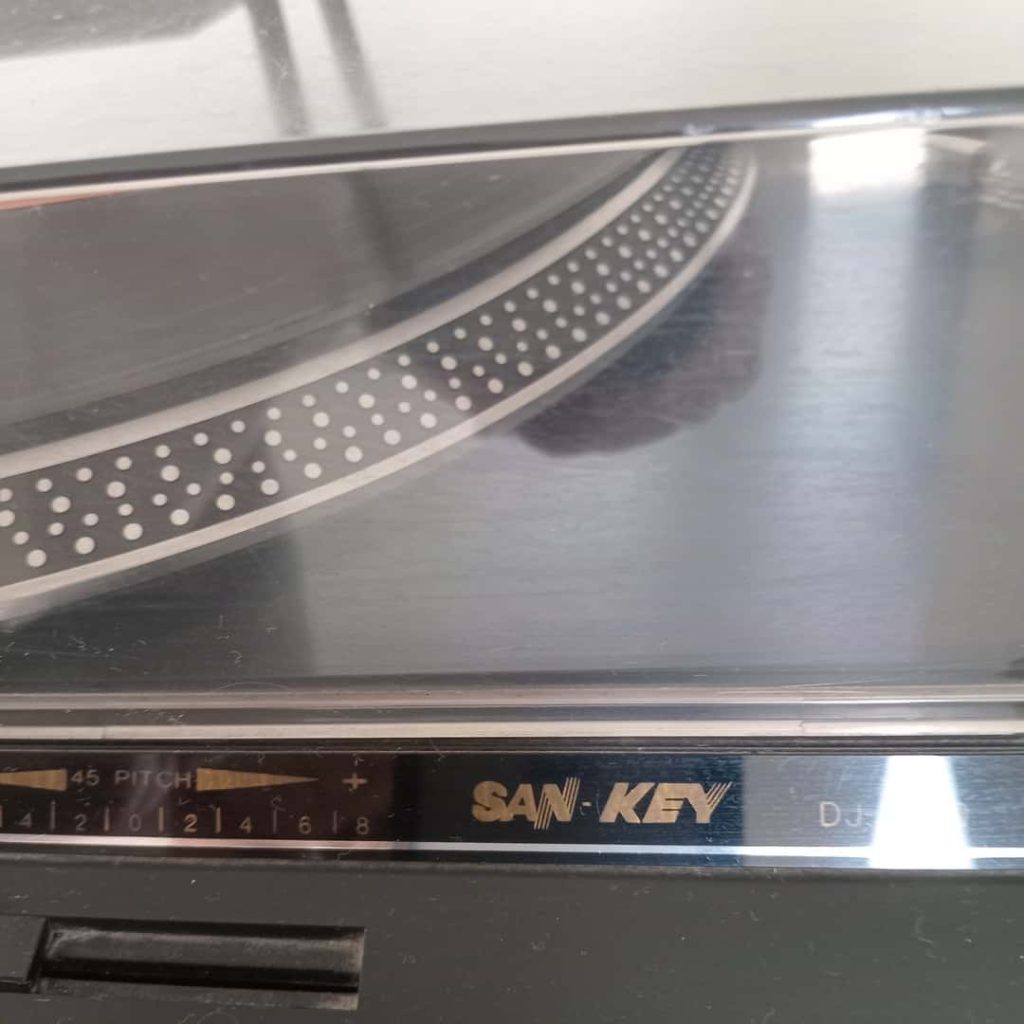 45 PITCH +
4 2 0 2 4 6 8
SAN-KEY
DJ-